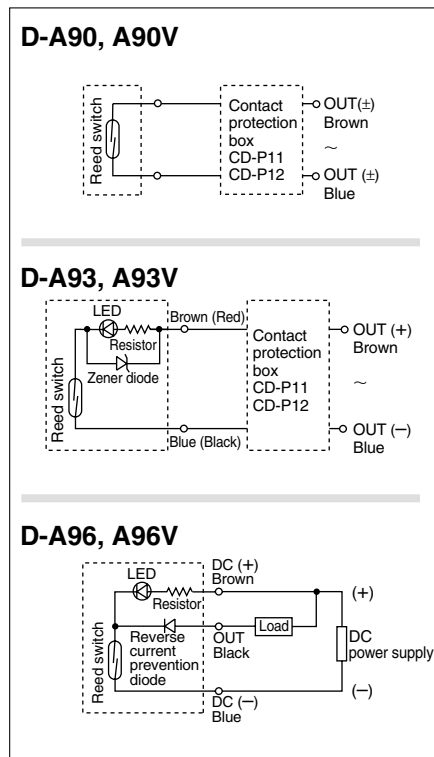 D-A90, A90V
Reed switch
Contact
protection
box
CD-P11
CD-P12
OUT(±)
Brown
~
OUT (±)
Blue
D-A93, A93V
LED
Resistor
Zener diode
Reed switch
Brown (Red)
Blue (Black)
Contact
protection
box
CD-P11
CD-P12
OUT (+)
Brown
~
OUT (−)
Blue
D-A96, A96V
LED
Resistor
Reverse
current
prevention
diode
Reed switch
DC (+)
Brown
OUT
Black
Load
DC (−)
Blue
(+)
DC
power supply
(−)